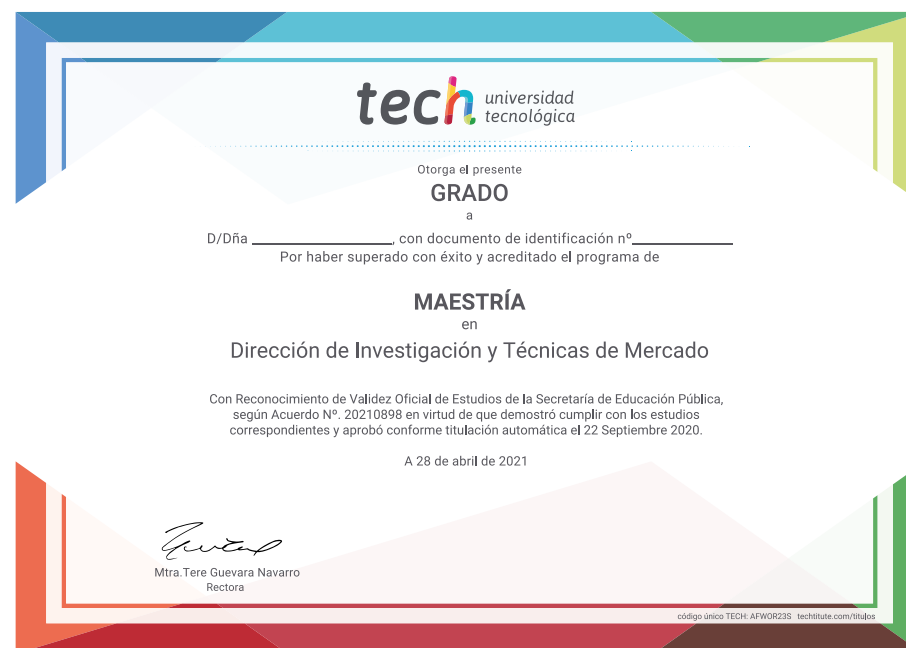 tech universidad
tecnológica
Otorga el presente
GRADO
a
D/Dña ____________________, con documento de identificación nº______________
Por haber superado con éxito y acreditado el programa de
MAESTRÍA
en
Dirección de Investigación y Técnicas de Mercado
Con Reconocimiento de Validez Oficial de Estudios de la Secretaría de Educación Pública,
según Acuerdo Nº. 20210898 en virtud de que demostró cumplir con los estudios
correspondientes y aprobó conforme titulación automática el 22 Septiembre 2020.
A 28 de abril de 2021
Mtra.Tere Guevara Navarro
Rectora
código único TECH: AFWOR23S techtitute.com/titulos